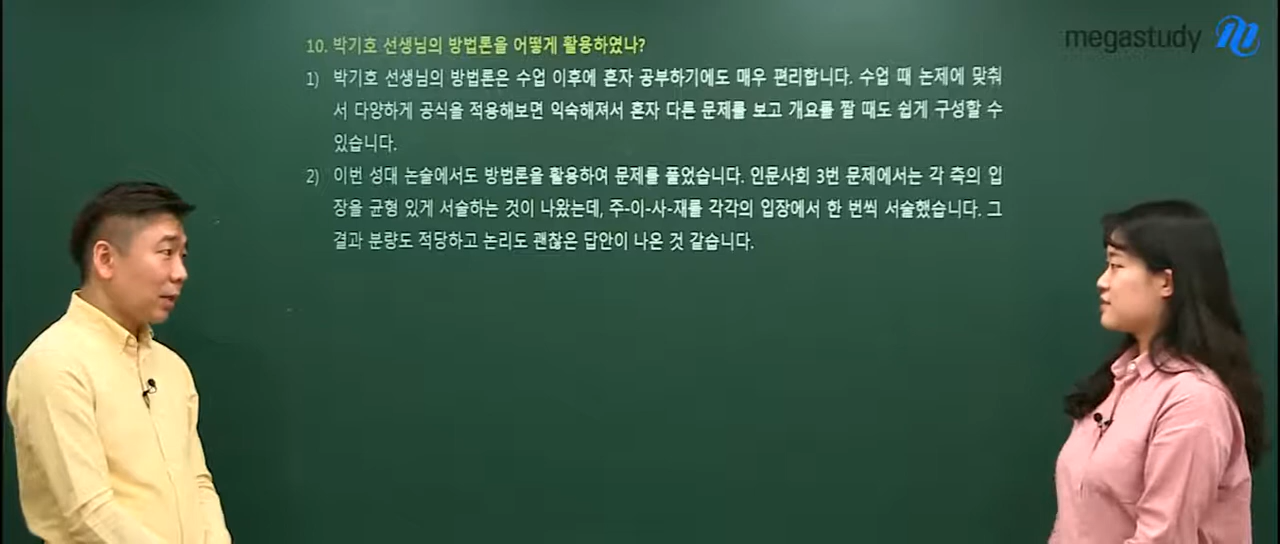 megastudy
10. 박기호 선생님의 방법론을 어떻게 활용하였나?
1) 박기호 선생님의 방법론은 수업 이후에 혼자 공부하기에도 매우 편리합니다. 수업 때 논제에 맞춰
서 다양하게 공식을 적용해보면 익숙해져서 혼자 다른 문제를 보고 개요를 짤 때도 쉽게 구성할 수
있습니다.
2) 이번 성대 논술에서도 방법론을 활용하여 문제를 풀었습니다. 인문사회 3번 문제에서는 각 측의 입
장을 균형 있게 서술하는 것이 나왔는데, 주-이-사-재를 각각의 입장에서 한 번씩 서술했습니다. 그
결과 분량도 적당하고 논리도 괜찮은 답안이 나온 것 같습니다.